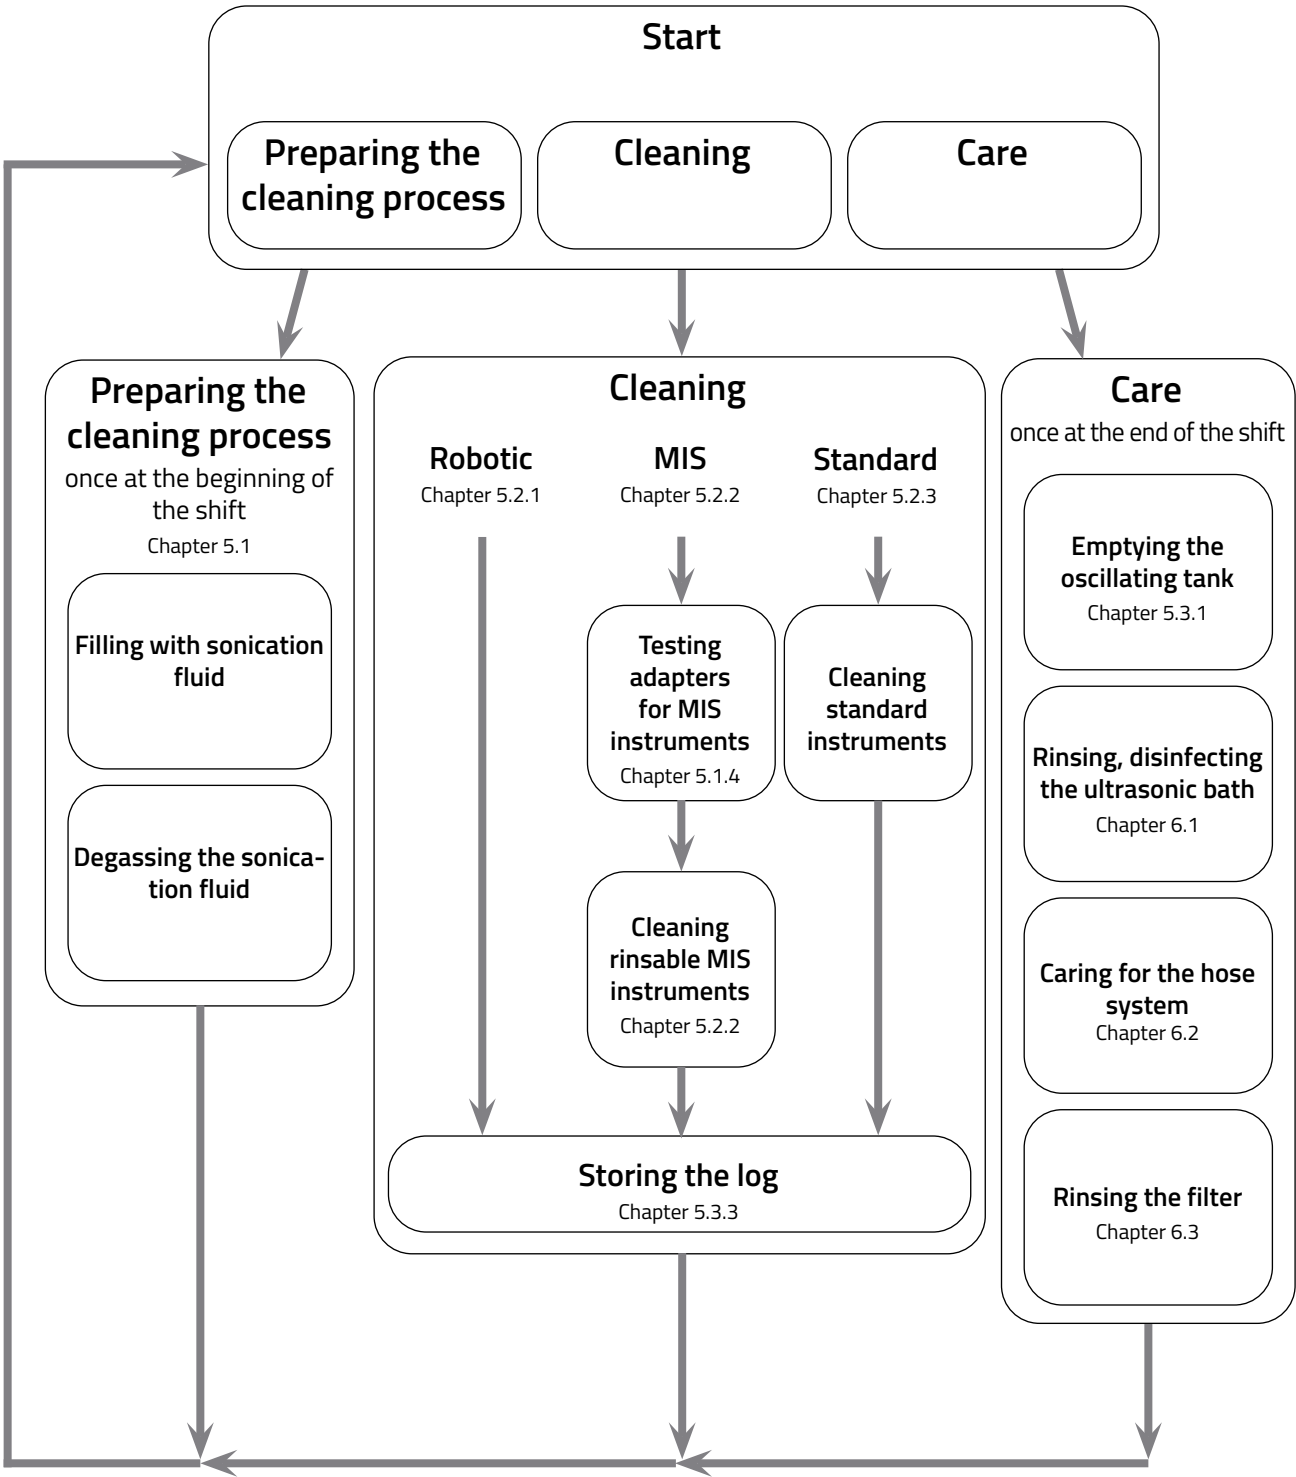 Start
Preparing the
cleaning process
Cleaning
Care
Preparing the
cleaning process
once at the beginning of
the shift
Chapter 5.1
Filling with sonication
fluid
Degassing the sonica-
tion fluid
Cleaning
Robotic
Chapter 5.2.1
MIS
Chapter 5.2.2
Standard
Chapter 5.2.3
Testing
adapters
for MIS
instruments
Chapter 5.1.4
Cleaning
standard
instruments
Cleaning
rinsable MIS
instruments
Chapter 5.2.2
Storing the log
Chapter 5.3.3
Care
once at the end of the shift
Emptying the
oscillating tank
Chapter 5.3.1
Rinsing, disinfecting
the ultrasonic bath
Chapter 6.1
Caring for the hose
system
Chapter 6.2
Rinsing the filter
Chapter 6.3